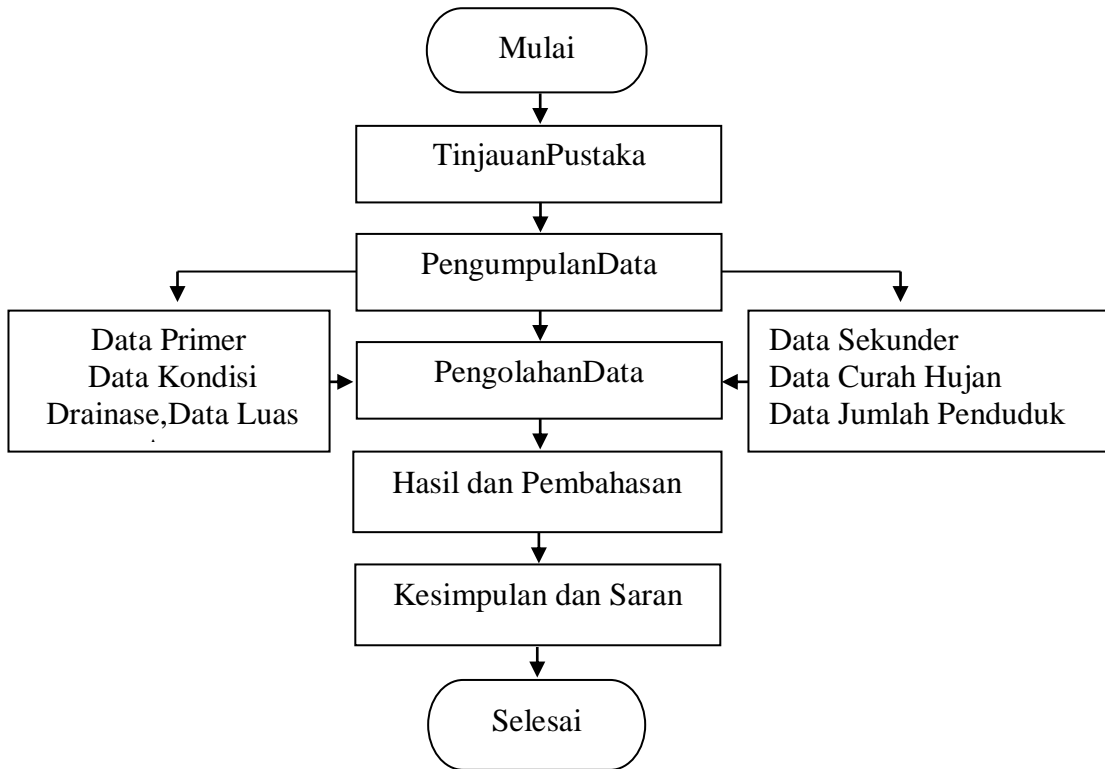 Mulai
TinjauanPustaka
PengumpulanData
Data Primer
Data Kondisi
Drainase,Data Luas
Data Sekunder
Data Curah Hujan
Data Jumlah Penduduk
PengolahanData
Hasil dan Pembahasan
Kesimpulan dan Saran
Selesai